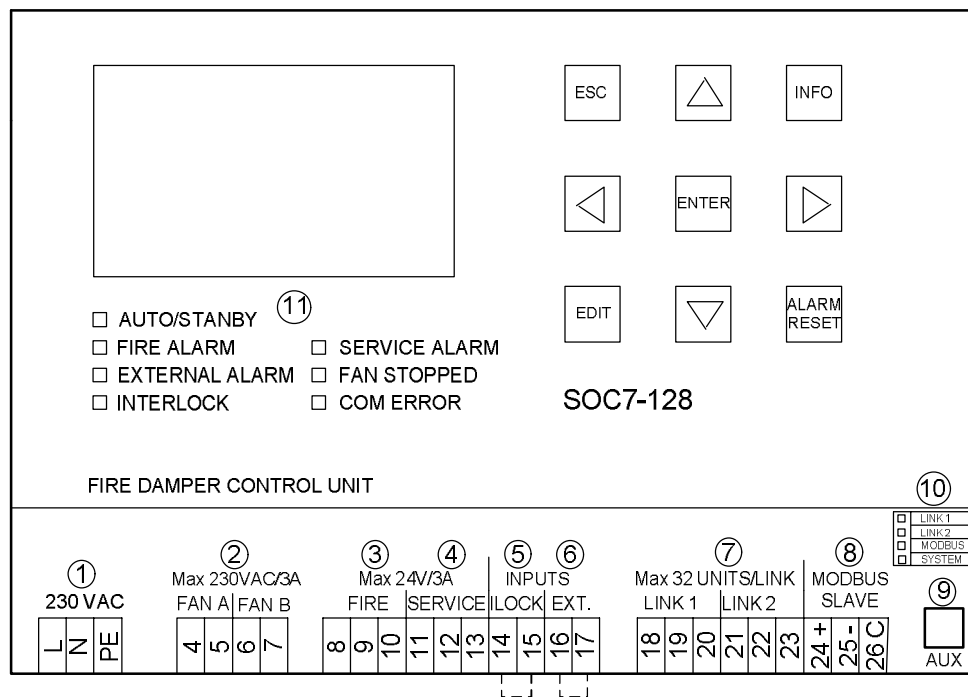 ESC
INFO
ENTER
EDIT
ALARM
RESET
11
AUTO/STANBY
FIRE ALARM
SERVICE ALARM
EXTERNAL ALARM
FAN STOPPED
INTERLOCK
COM ERROR
SOC7-128
FIRE DAMPER CONTROL UNIT
10
LINK 1
LINK 2
MODBUS
SYSTEM
1
230 VAC
L N PE
2
Max 230VAC/3A
FAN A FAN B
4 5 6 7
3 4
Max 24V/3A
FIRE SERVICE
8 9 10 11 12 13
5 6
INPUTS
ILOCK EXT.
14 15 16 17
7
Max 32 UNITS/LINK
LINK 1 LINK 2
18 19 20 21 22 23
8
MODBUS
SLAVE
24 + 25 - 26 C
9
AUX